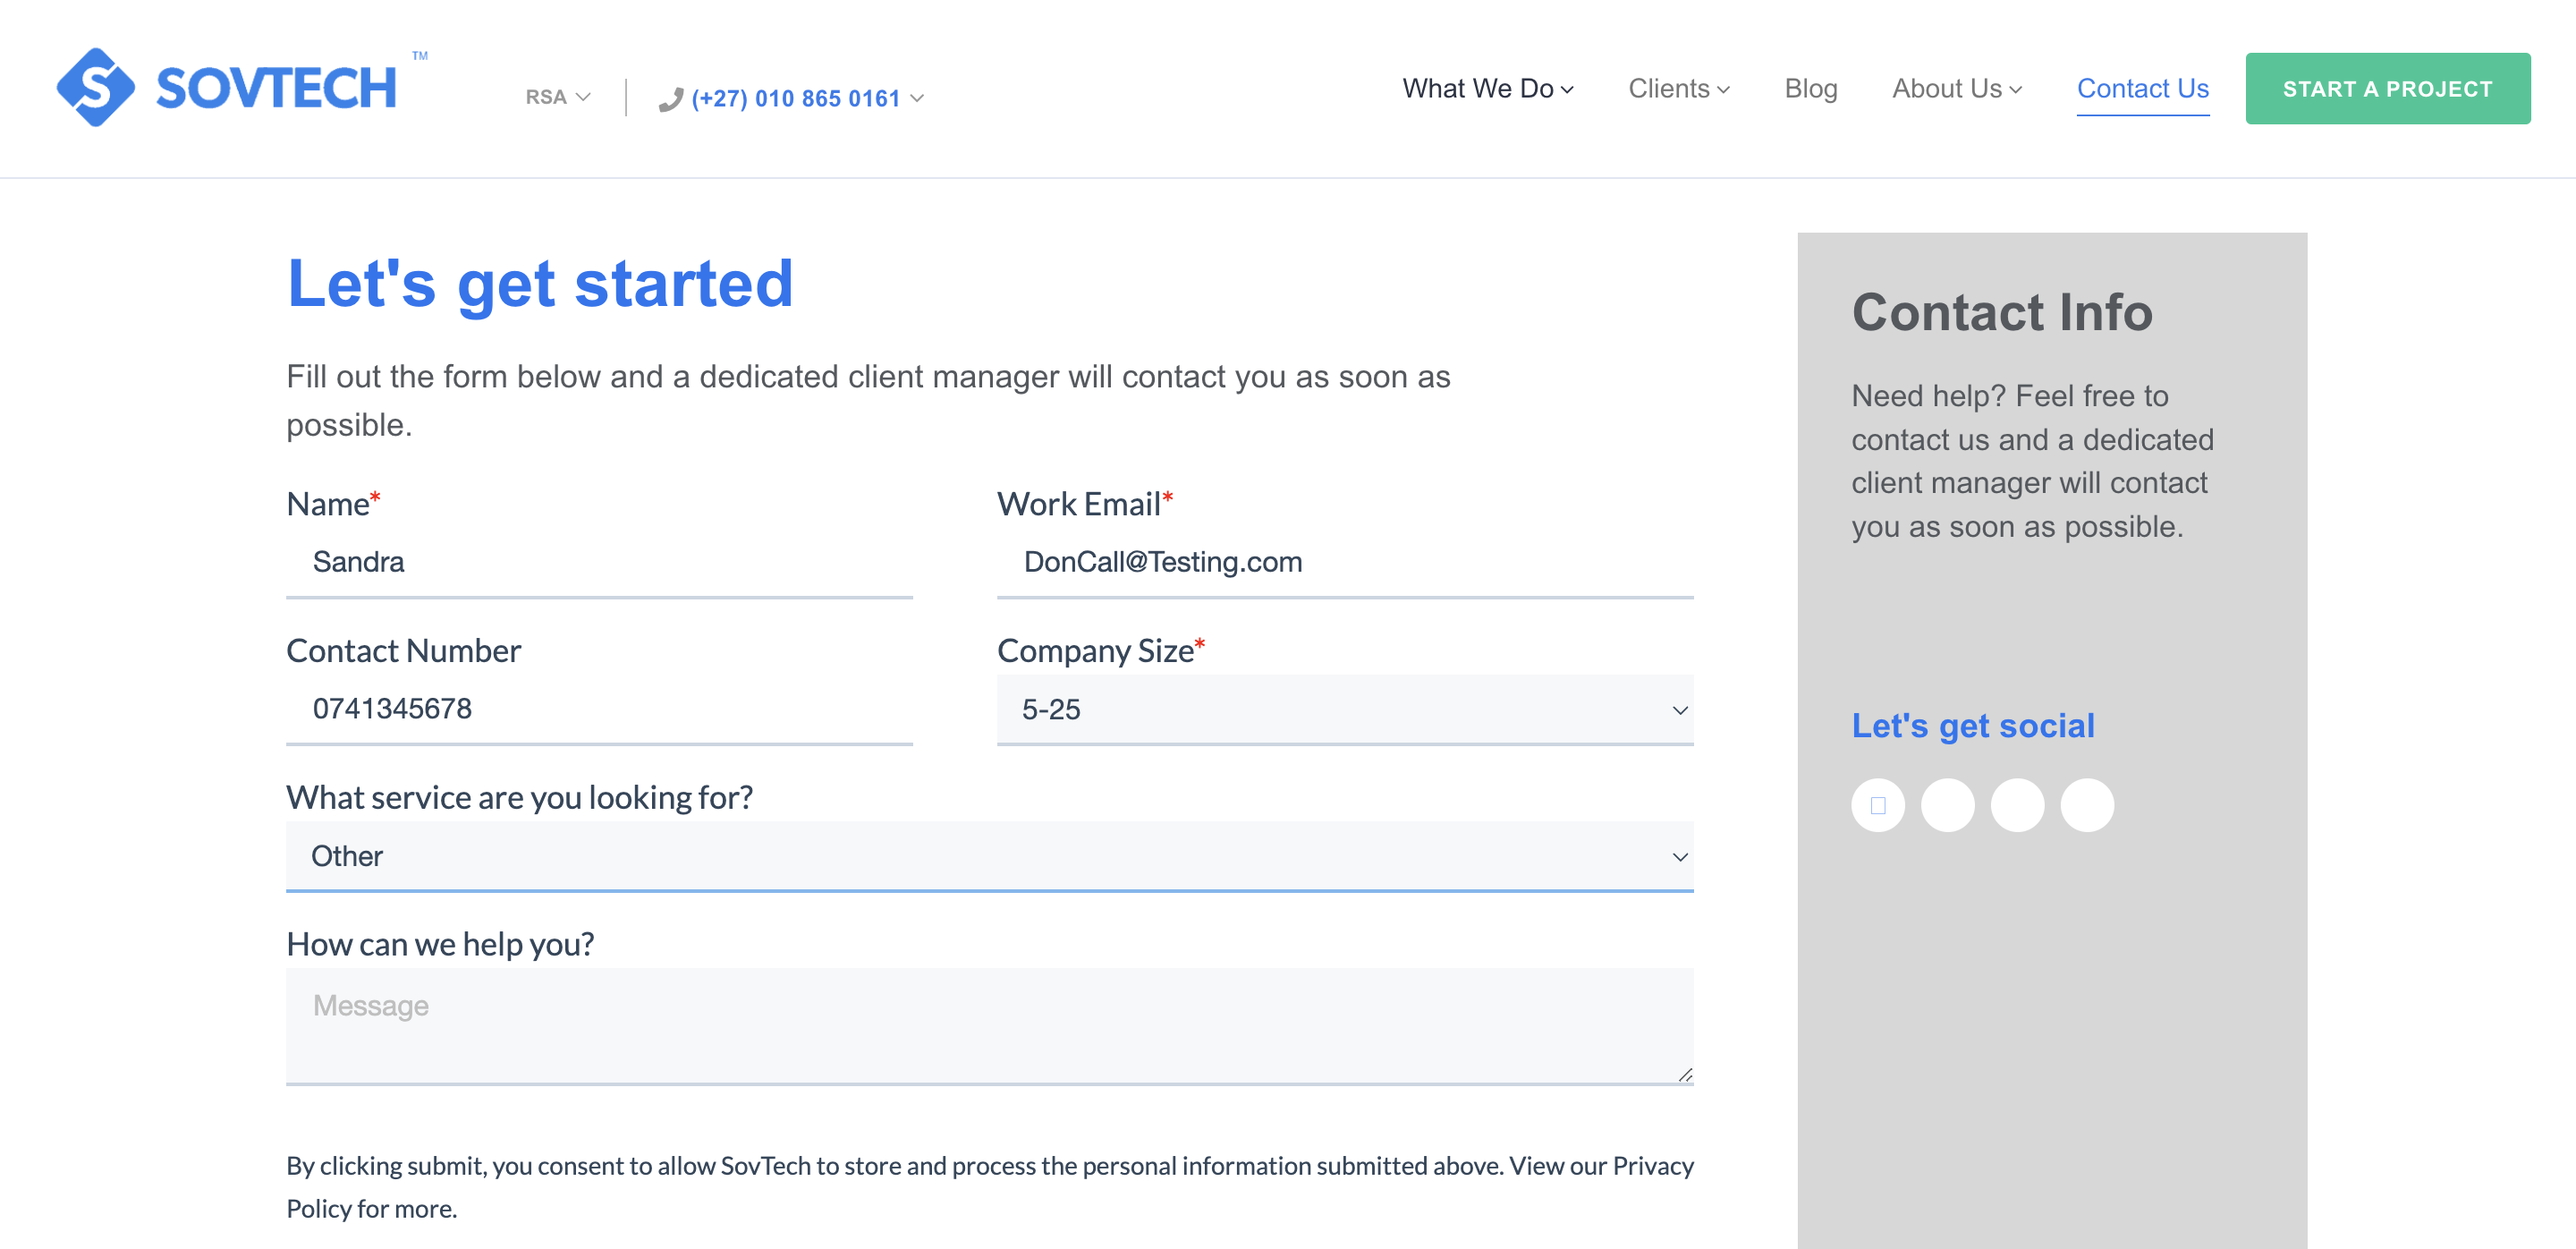 SOVTECH ™
RSA
(+27) 010 865 0161
What We Do
Clients
Blog
About Us
Contact Us
START A PROJECT
Let's get started
Fill out the form below and a dedicated client manager will contact you as soon as
possible.
Name*
Work Email*
Sandra
DonCall@Testing.com
Contact Number
Company Size*
0741345678
5-25
What service are you looking for?
Other
How can we help you?
Message
By clicking submit, you consent to allow SovTech to store and process the personal information submitted above. View our Privacy
Policy for more.
Contact Info
Need help? Feel free to
contact us and a dedicated
client manager will contact
you as soon as possible.
Let's get social